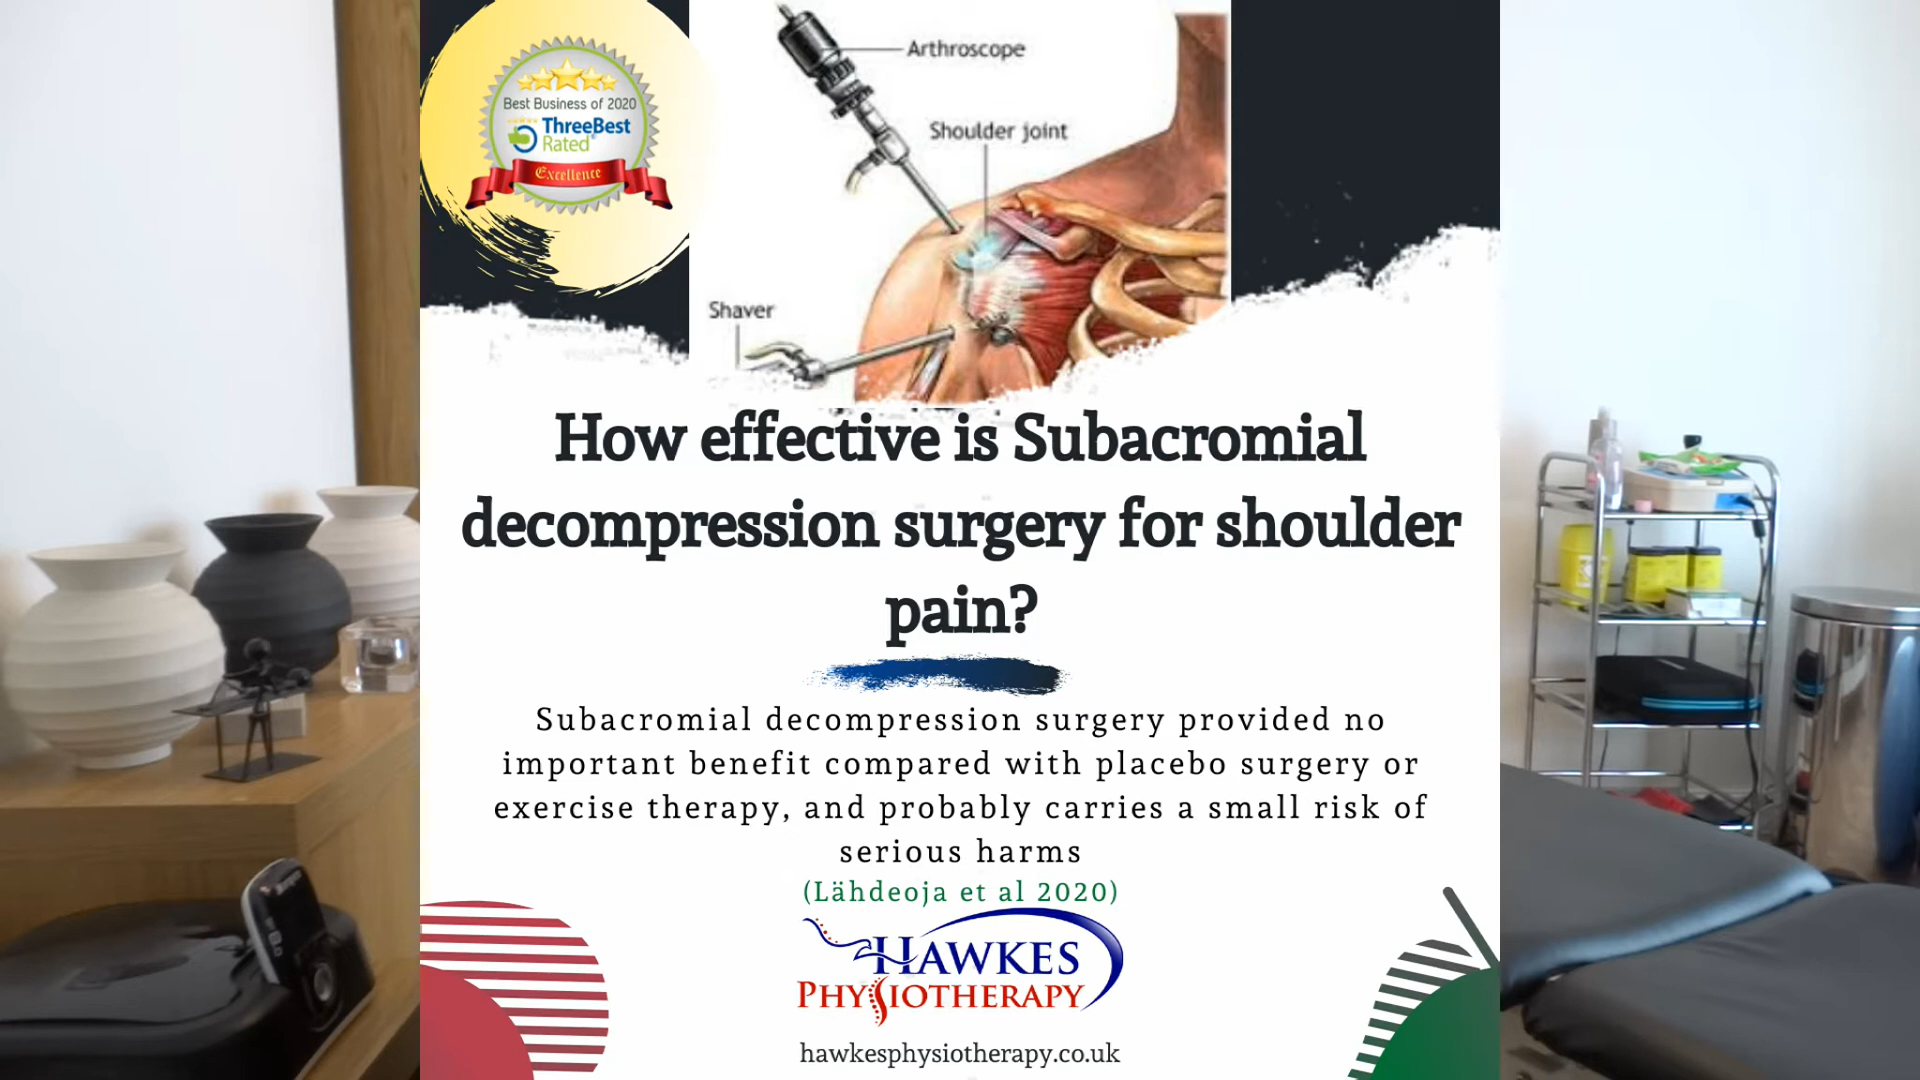 Best Business of 2020
ThreeBest
Rated
Excellence
Arthroscope
Shoulder joint
Shaver
How effective is Subacromial
decompression surgery for shoulder
pain?
Subacromial decompression surgery provided no
important benefit compared with placebo surgery or
exercise therapy, and probably carries a small risk of
serious harms
(Lähdeoja et al 2020)
HAWKES
PHYSIOTHERAPY
hawkesphysiotherapy.co.uk